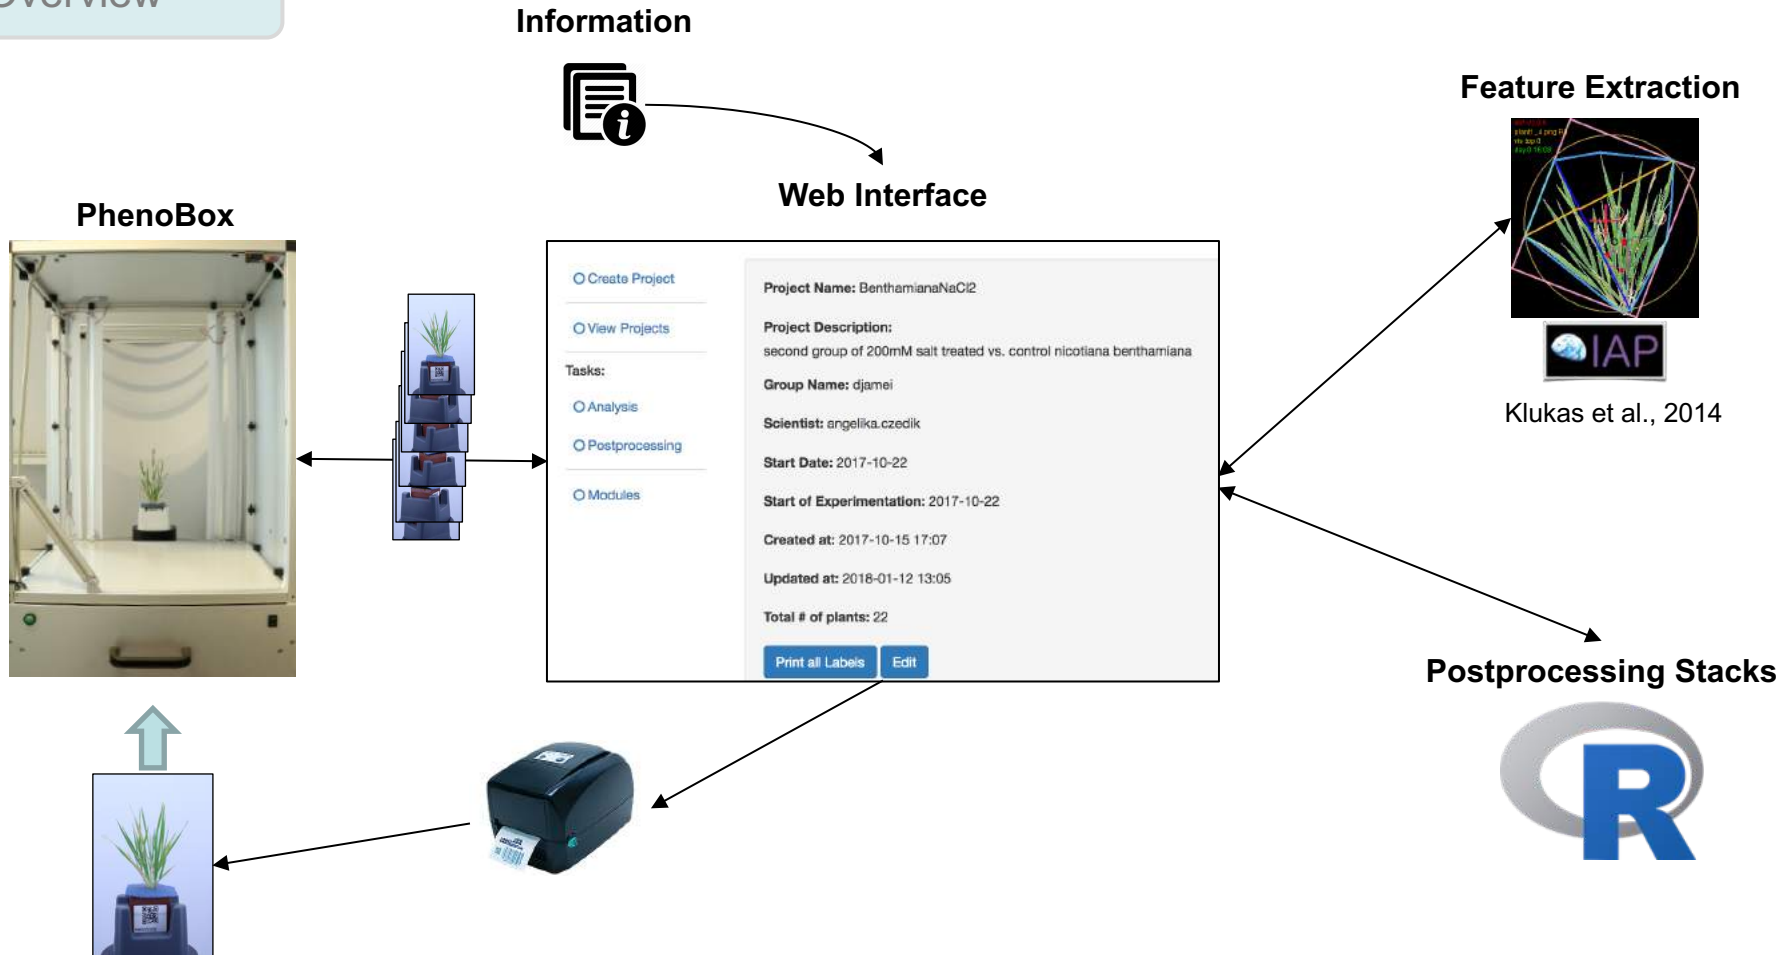 Overview
Information
Feature Extraction
Web Interface
PhenoBox
Create Project
View Projects
Tasks:
Analysis
Postprocessing
Modules
Project Name: BenthamianaNaCl2
Project Description:
second group of 200mM salt treated vs. control nicotiana benthamiana
Group Name: djamei
Scientist: angelika.czedik
Start Date: 2017-10-22
Start of Experimentation: 2017-10-22
Created at: 2017-10-15 17:07
Updated at: 2018-01-12 13:05
Total # of plants: 22
Print all Labels
Edit
IAP
Klukas et al., 2014
Postprocessing Stacks
R